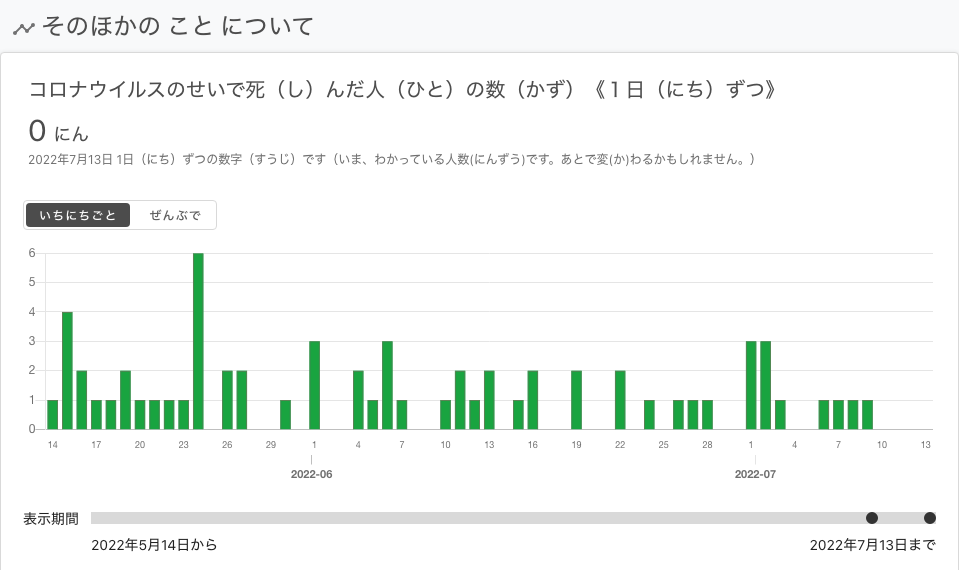 そのほかの こと について
コロナウイルスのせいで死（し）んだ人（ひと）の数（かず）《１日（にち）ずつ》
0 にん
2022年7月13日 1日（にち）ずつの数字（すうじ）です（いま、わかっている人数(にんずう)です。あとで変(か)わるかもしれません。）
いちにちごと ぜんぶで
6
5
4
3
2
1
0
14 17 20 23 26 29 1 4 7 10 13 16 19 22 25 28 1 4 7 10 13
2022-06 2022-07
表示期間
2022年5月14日から 2022年7月13日まで